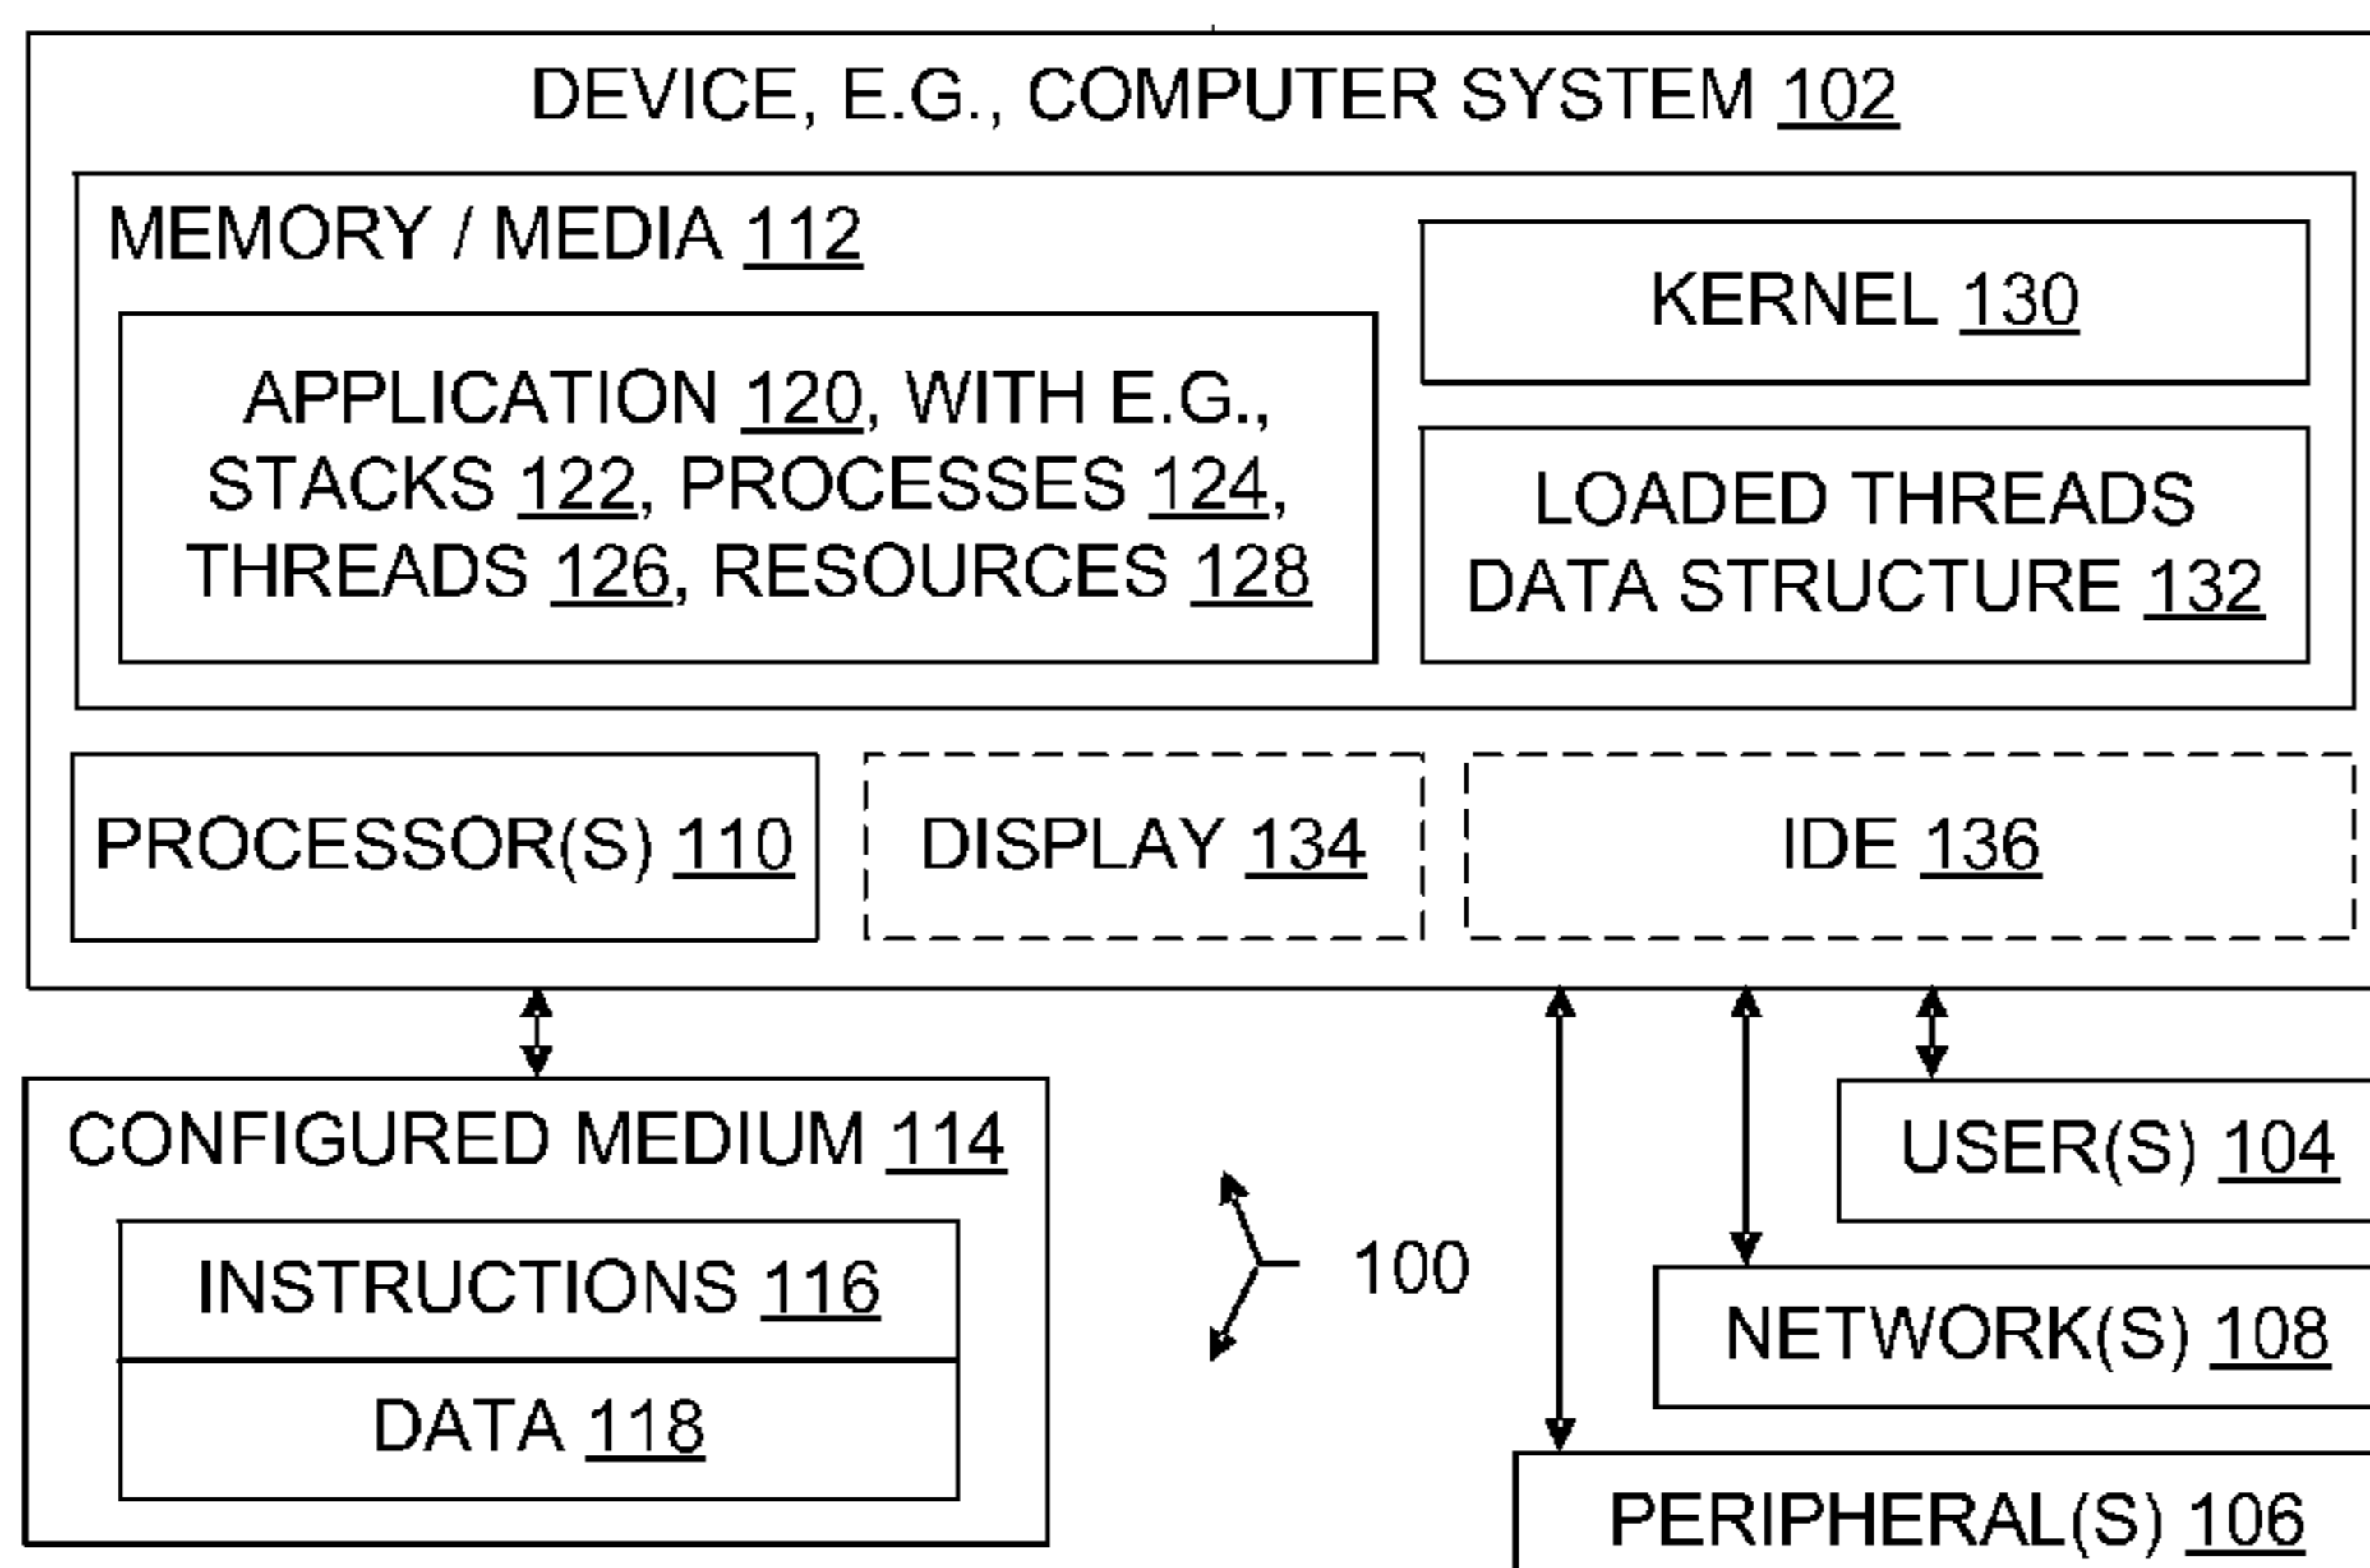 DEVICE, E.G., COMPUTER SYSTEM 102
MEMORY / MEDIA 112
APPLICATION 120, WITH E.G.,
STACKS 122, PROCESSES 124,
THREADS 126, RESOURCES 128
KERNEL 130
LOADED THREADS
DATA STRUCTURE 132
PROCESSOR(S) 110
DISPLAY 134
IDE 136
CONFIGURED MEDIUM 114
INSTRUCTIONS 116
DATA 118
100
USER(S) 104
NETWORK(S) 108
PERIPHERAL(S) 106